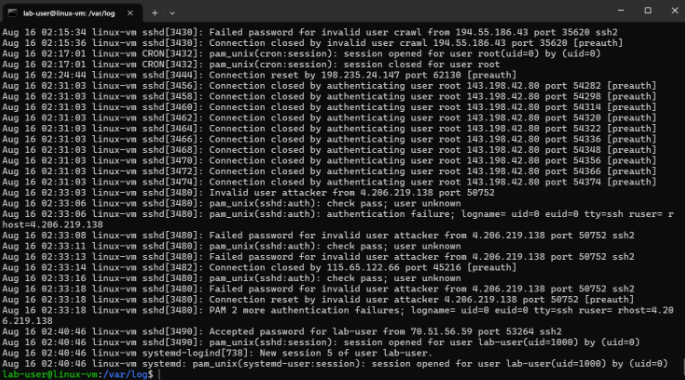 lab-user@linux-vm: /var/log
Aug 16 02:15:34 linux-vm sshd[3430]: Failed password for invalid user crawl from 194.55.186.43 port 35620 ssh2
Aug 16 02:15:36 linux-vm sshd[3430]: Connection closed by invalid user crawl 194.55.186.43 port 35620 [preauth]
Aug 16 02:17:01 linux-vm CRON[3432]: pam_unix(cron:session): session opened for user root(uid=0) by (uid=0)
Aug 16 02:17:01 linux-vm CRON[3432]: pam_unix(cron:session): session closed for user root
Aug 16 02:24:44 linux-vm sshd[3444]: Connection reset by 198.235.24.147 port 62130 [preauth]
Aug 16 02:31:03 linux-vm sshd[3456]: Connection closed by authenticating user root 143.198.42.80 port 54282 [preauth]
Aug 16 02:31:03 linux-vm sshd[3458]: Connection closed by authenticating user root 143.198.42.80 port 54298 [preauth]
Aug 16 02:31:03 linux-vm sshd[3460]: Connection closed by authenticating user root 143.198.42.80 port 54314 [preauth]
Aug 16 02:31:03 linux-vm sshd[3462]: Connection closed by authenticating user root 143.198.42.80 port 54320 [preauth]
Aug 16 02:31:03 linux-vm sshd[3464]: Connection closed by authenticating user root 143.198.42.80 port 54322 [preauth]
Aug 16 02:31:03 linux-vm sshd[3466]: Connection closed by authenticating user root 143.198.42.80 port 54336 [preauth]
Aug 16 02:31:03 linux-vm sshd[3468]: Connection closed by authenticating user root 143.198.42.80 port 54348 [preauth]
Aug 16 02:31:03 linux-vm sshd[3470]: Connection closed by authenticating user root 143.198.42.80 port 54356 [preauth]
Aug 16 02:31:03 linux-vm sshd[3472]: Connection closed by authenticating user root 143.198.42.80 port 54366 [preauth]
Aug 16 02:31:03 linux-vm sshd[3474]: Connection closed by authenticating user root 143.198.42.80 port 54374 [preauth]
Aug 16 02:33:03 linux-vm sshd[3480]: Invalid user attacker from 4.206.219.138 port 50752
Aug 16 02:33:06 linux-vm sshd[3480]: pam_unix(sshd:auth): check pass; user unknown
Aug 16 02:33:06 linux-vm sshd[3480]: pam_unix(sshd:auth): authentication failure; logname= uid=0 euid=0 tty=ssh ruser= r
host=4.206.219.138
Aug 16 02:33:08 linux-vm sshd[3480]: Failed password for invalid user attacker from 4.206.219.138 port 50752 ssh2
Aug 16 02:33:11 linux-vm sshd[3480]: pam_unix(sshd:auth): check pass; user unknown
Aug 16 02:33:13 linux-vm sshd[3480]: Failed password for invalid user attacker from 4.206.219.138 port 50752 ssh2
Aug 16 02:33:14 linux-vm sshd[3482]: Connection closed by 115.65.122.66 port 45216 [preauth]
Aug 16 02:33:16 linux-vm sshd[3480]: pam_unix(sshd:auth): check pass; user unknown
Aug 16 02:33:18 linux-vm sshd[3480]: Failed password for invalid user attacker from 4.206.219.138 port 50752 ssh2
Aug 16 02:33:18 linux-vm sshd[3480]: Connection reset by invalid user attacker 4.206.219.138 port 50752 [preauth]
Aug 16 02:33:18 linux-vm sshd[3480]: PAM 2 more authentication failures; logname= uid=0 euid=0 tty=ssh ruser= rhost=4.20
6.219.138
Aug 16 02:40:46 linux-vm sshd[3490]: Accepted password for lab-user from 70.51.56.59 port 53264 ssh2
Aug 16 02:40:46 linux-vm sshd[3490]: pam_unix(sshd:session): session opened for user lab-user(uid=1000) by (uid=0)
Aug 16 02:40:46 linux-vm systemd-logind[738]: New session 5 of user lab-user.
Aug 16 02:40:46 linux-vm systemd: pam_unix(systemd-user:session): session opened for user lab-user(uid=1000) by (uid=0)
lab-user@linux-vm:/var/log$